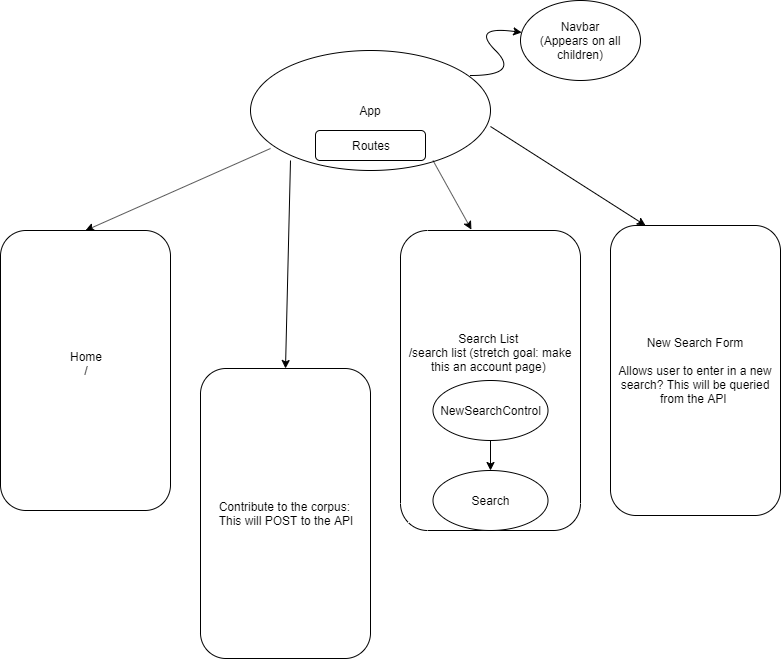 Navbar
(Appears on all
children)
App
Routes
Home
/
Contribute to the corpus:
This will POST to the API
Search List
/search list (stretch goal: make
this an account page)
NewSearchControl
Search
New Search Form
Allows user to enter in a new
search? This will be queried
from the API